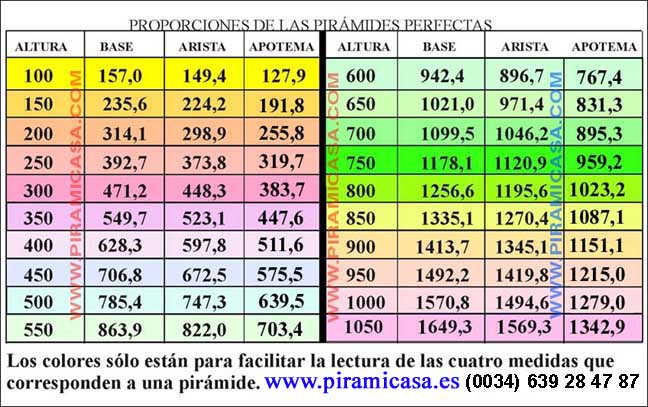 PROPORCIONES DE LAS PIRÁMIDES PERFECTAS
ALTURA BASE ARISTA APOTEMA BASE ARISTA APOTEMA
100 157,0 149,4 127,9 600 942,4 896,7 767,4
150 235,6 224,2 191,8 650 1021,0 971,4 831,3
200 314,1 298,9 255,8 700 1099,5 1046,2 895,3
250 392,7 373,8 319,7 750 1178,1 1120,9 959,2
300 471,2 448,3 383,7 800 1256,6 1195,6 1023,2
350 549,7 523,1 447,6 850 1335,1 1270,4 1087,1
400 628,3 597,8 511,6 900 1413,7 1345,1 1151,1
450 706,8 672,5 575,5 950 1492,2 1419,8 1215,0
500 785,4 747,3 639,5 1000 1570,8 1494,6 1279,0
550 863,9 822,0 703,4 1050 1649,3 1569,3 1342,9
WWW.PIRAMICASA.COM
WWW.PIRAMICASA.COM
WWW.PIRAMICASA.COM
Los colores sólo están para facilitar la lectura de las cuatro medidas que
corresponden a una pirámide. www.piramicasa.es (0034) 639 28 47 87